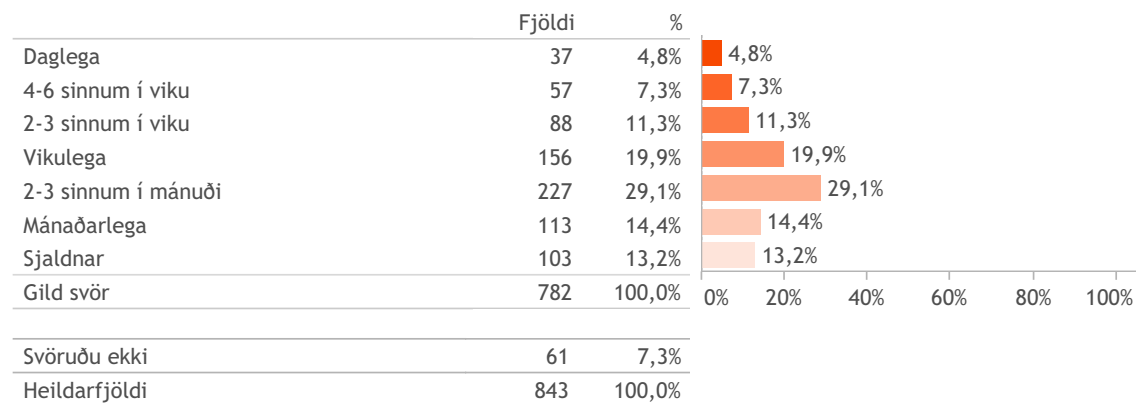 Fjöldi %
Daglega 37 4,8% 4,8%
4-6 sinnum í viku 57 7,3% 7,3%
2-3 sinnum í viku 88 11,3% 11,3%
Vikulega 156 19,9% 19,9%
2-3 sinnum í mánuði 227 29,1% 29,1%
Mánaðarlega 113 14,4% 14,4%
Sjaldnar 103 13,2% 13,2%
Gild svör 782 100,0% 0% 20% 40% 60% 80% 100%
Svöruðu ekki 61 7,3%
Heildarfjöldi 843 100,0%